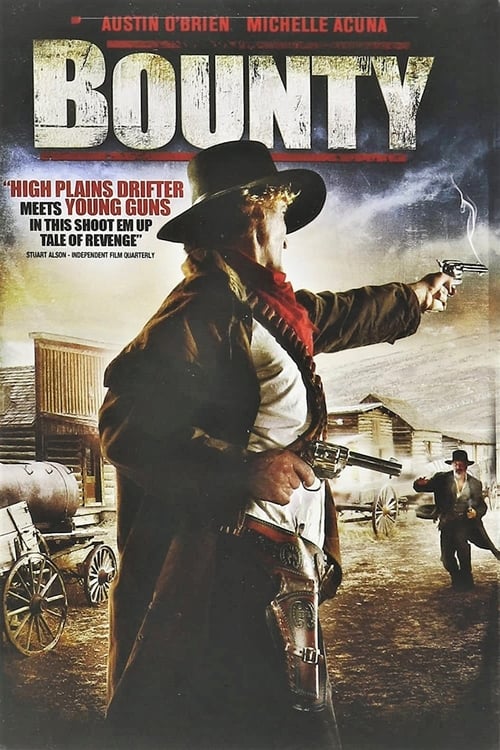 AUSTIN O'BRIEN MICHELLE ACUNA
BOUNTY
"HIGH PLAINS DRIFTER
MEETS YOUNG GUNS
IN THIS SHOOT EM UP
TALE OF REVENGE"
STUART ALSON - INDEPENDENT FILM QUARTERLY